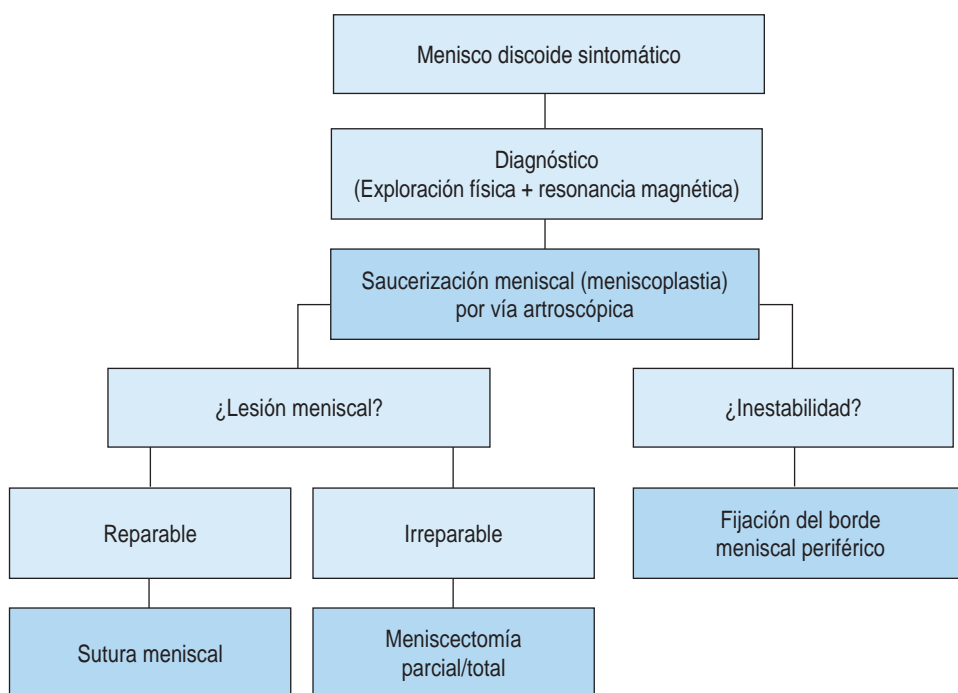 Menisco discoide sintomático
Diagnóstico
(Exploración física + resonancia magnética)
Saucerización meniscal (meniscoplastia)
por vía artroscópica
¿Lesión meniscal?
¿Inestabilidad?
Reparable
Irreparable
Fijación del borde
meniscal periférico
Sutura meniscal
Meniscectomía
parcial/total